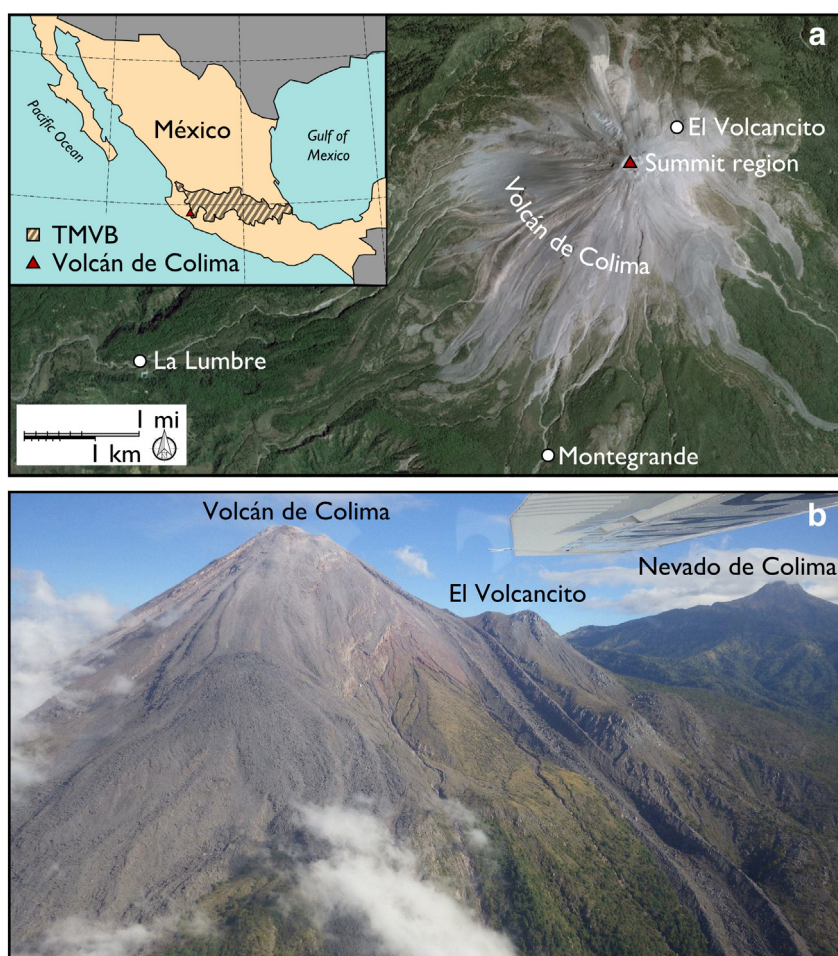 a
México
Pacific Ocean
Gulf of
Mexico
TMVB
Volcán de Colima
El Volcancito
Summit region
Volcán de Colima
La Lumbre
1 mi
1 km
Montegrande
b
Volcán de Colima
El Volcancito
Nevado de Colima